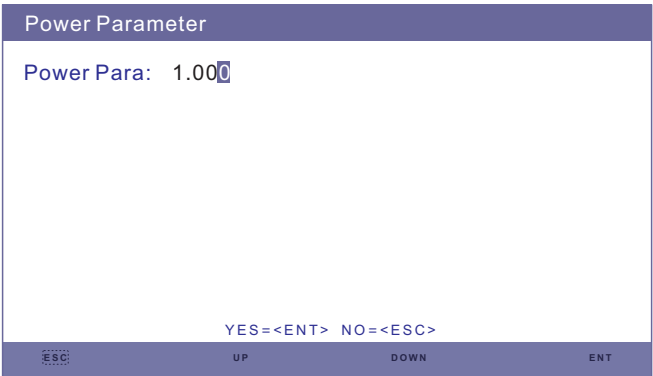 Power Parameter
Power Para: 1.000
YES=<ENT> NO=<ESC>
ESC UP DOWN ENT